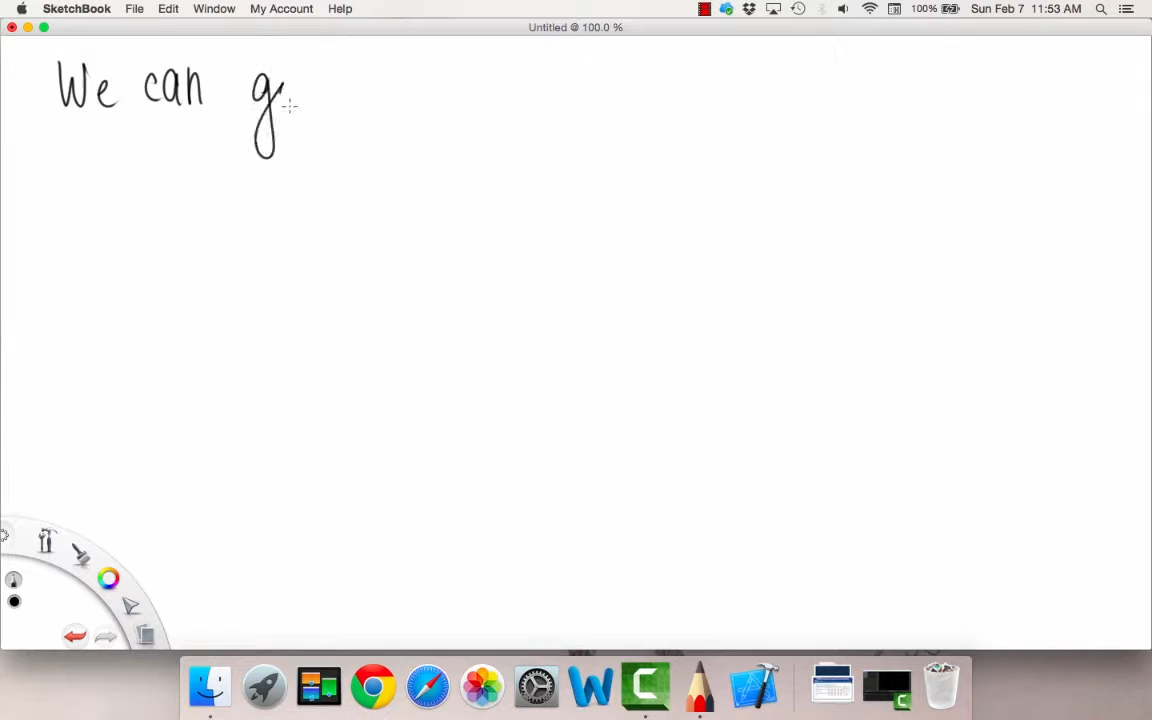 SketchBook File Edit Window My Account Help 100% Sun Feb 7 11:53 AM
Untitled @ 100.0 %
We can g